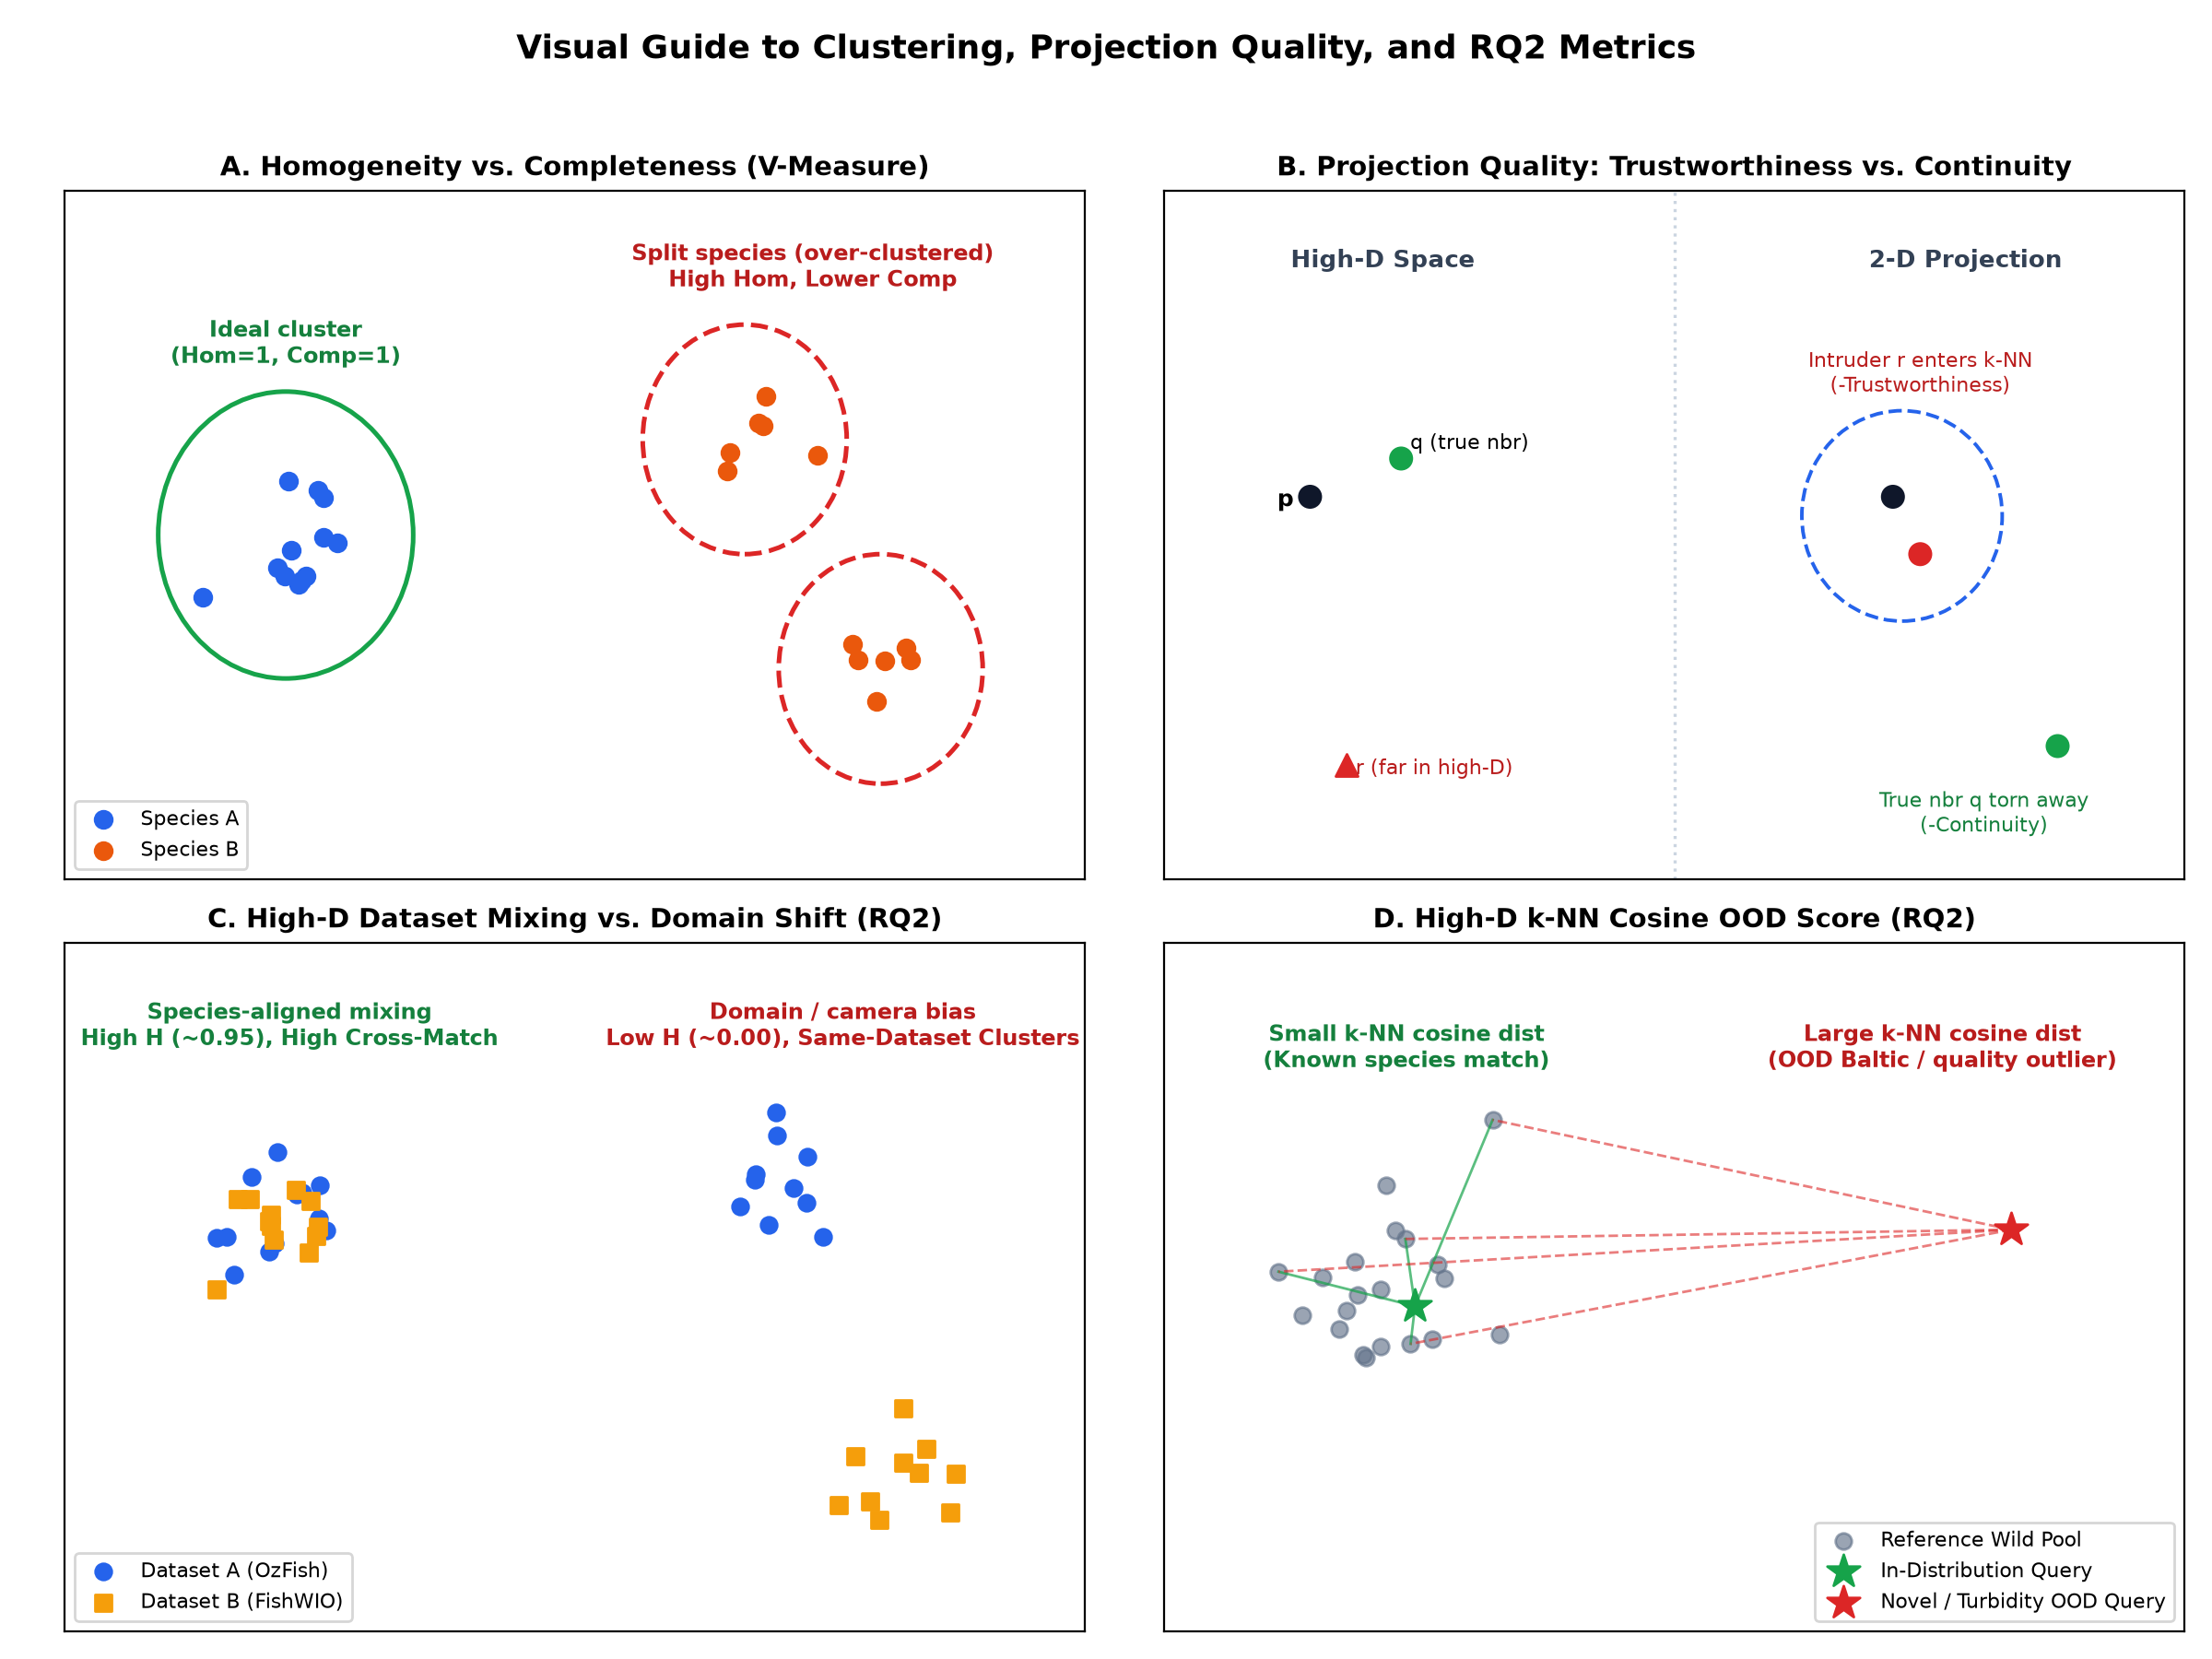 Visual Guide to Clustering, Projection Quality, and RQ2 Metrics
A. Homogeneity vs. Completeness (V-Measure)
Split species (over-clustered)
High Hom, Lower Comp
Ideal cluster
(Hom=1, Comp=1)
Species A
Species B
B. Projection Quality: Trustworthiness vs. Continuity
High-D Space
2-D Projection
Intruder r enters k-NN
(-Trustworthiness)
q (true nbr)
p
r (far in high-D)
True nbr q torn away
(-Continuity)
C. High-D Dataset Mixing vs. Domain Shift (RQ2)
Species-aligned mixing
High H (~0.95), High Cross-Match
Domain / camera bias
Low H (~0.00), Same-Dataset Clusters
Dataset A (OzFish)
Dataset B (FishWIO)
D. High-D k-NN Cosine OOD Score (RQ2)
Small k-NN cosine dist
(Known species match)
Large k-NN cosine dist
(OOD Baltic / quality outlier)
Reference Wild Pool
In-Distribution Query
Novel / Turbidity OOD Query